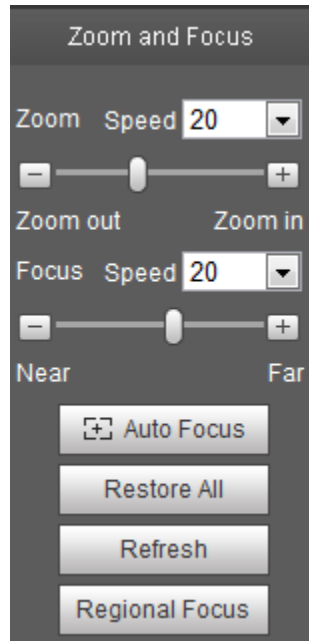 Zoom and Focus
Zoom Speed 20
Zoom out Zoom in
Focus Speed 20
Near Far
Auto Focus
Restore All
Refresh
Regional Focus